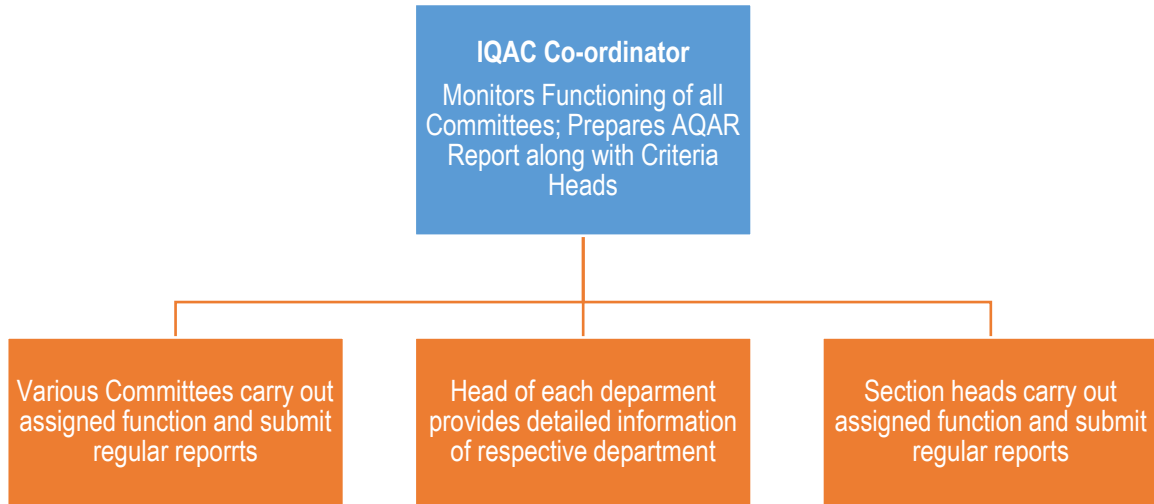 IQAC Co-ordinator
Monitors Functioning of all
Committees; Prepares AQAR
Report along with Criteria
Heads
Various Committees carry out
assigned function and submit
regular reporrts
Head of each deparment
provides detailed information
of respective department
Section heads carry out
assigned function and submit
regular reports